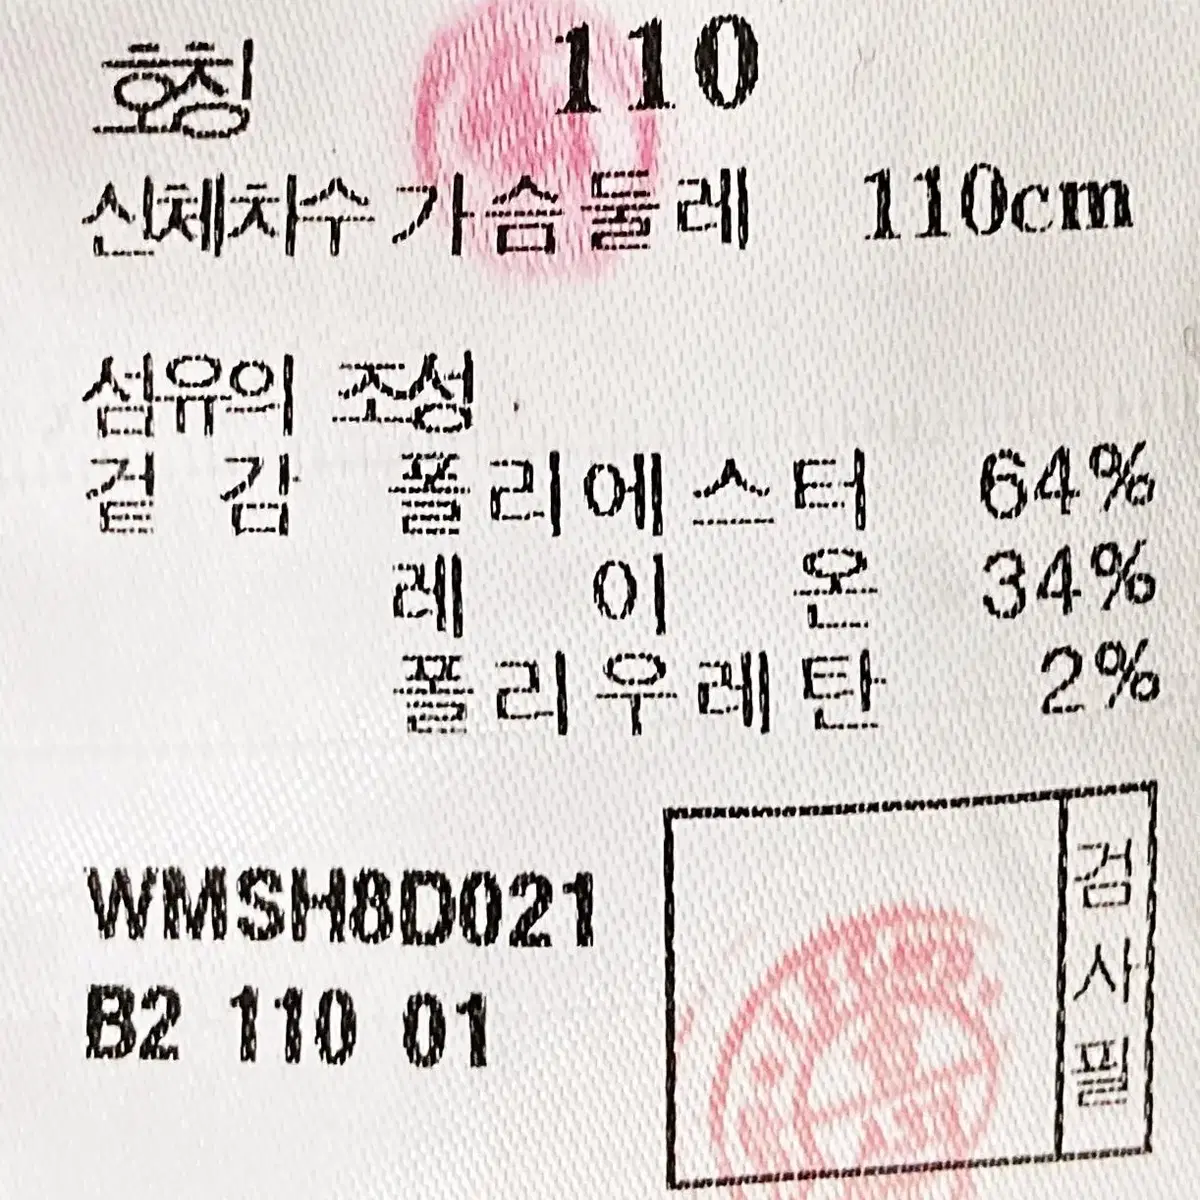 호칭 110
신체치수 가슴둘레 110cm
섬유의 조성
겉 감 폴리에스터 64%
레 이 온 34%
폴리우레탄 2%
WMSH8D021
B2 110 01
검사필